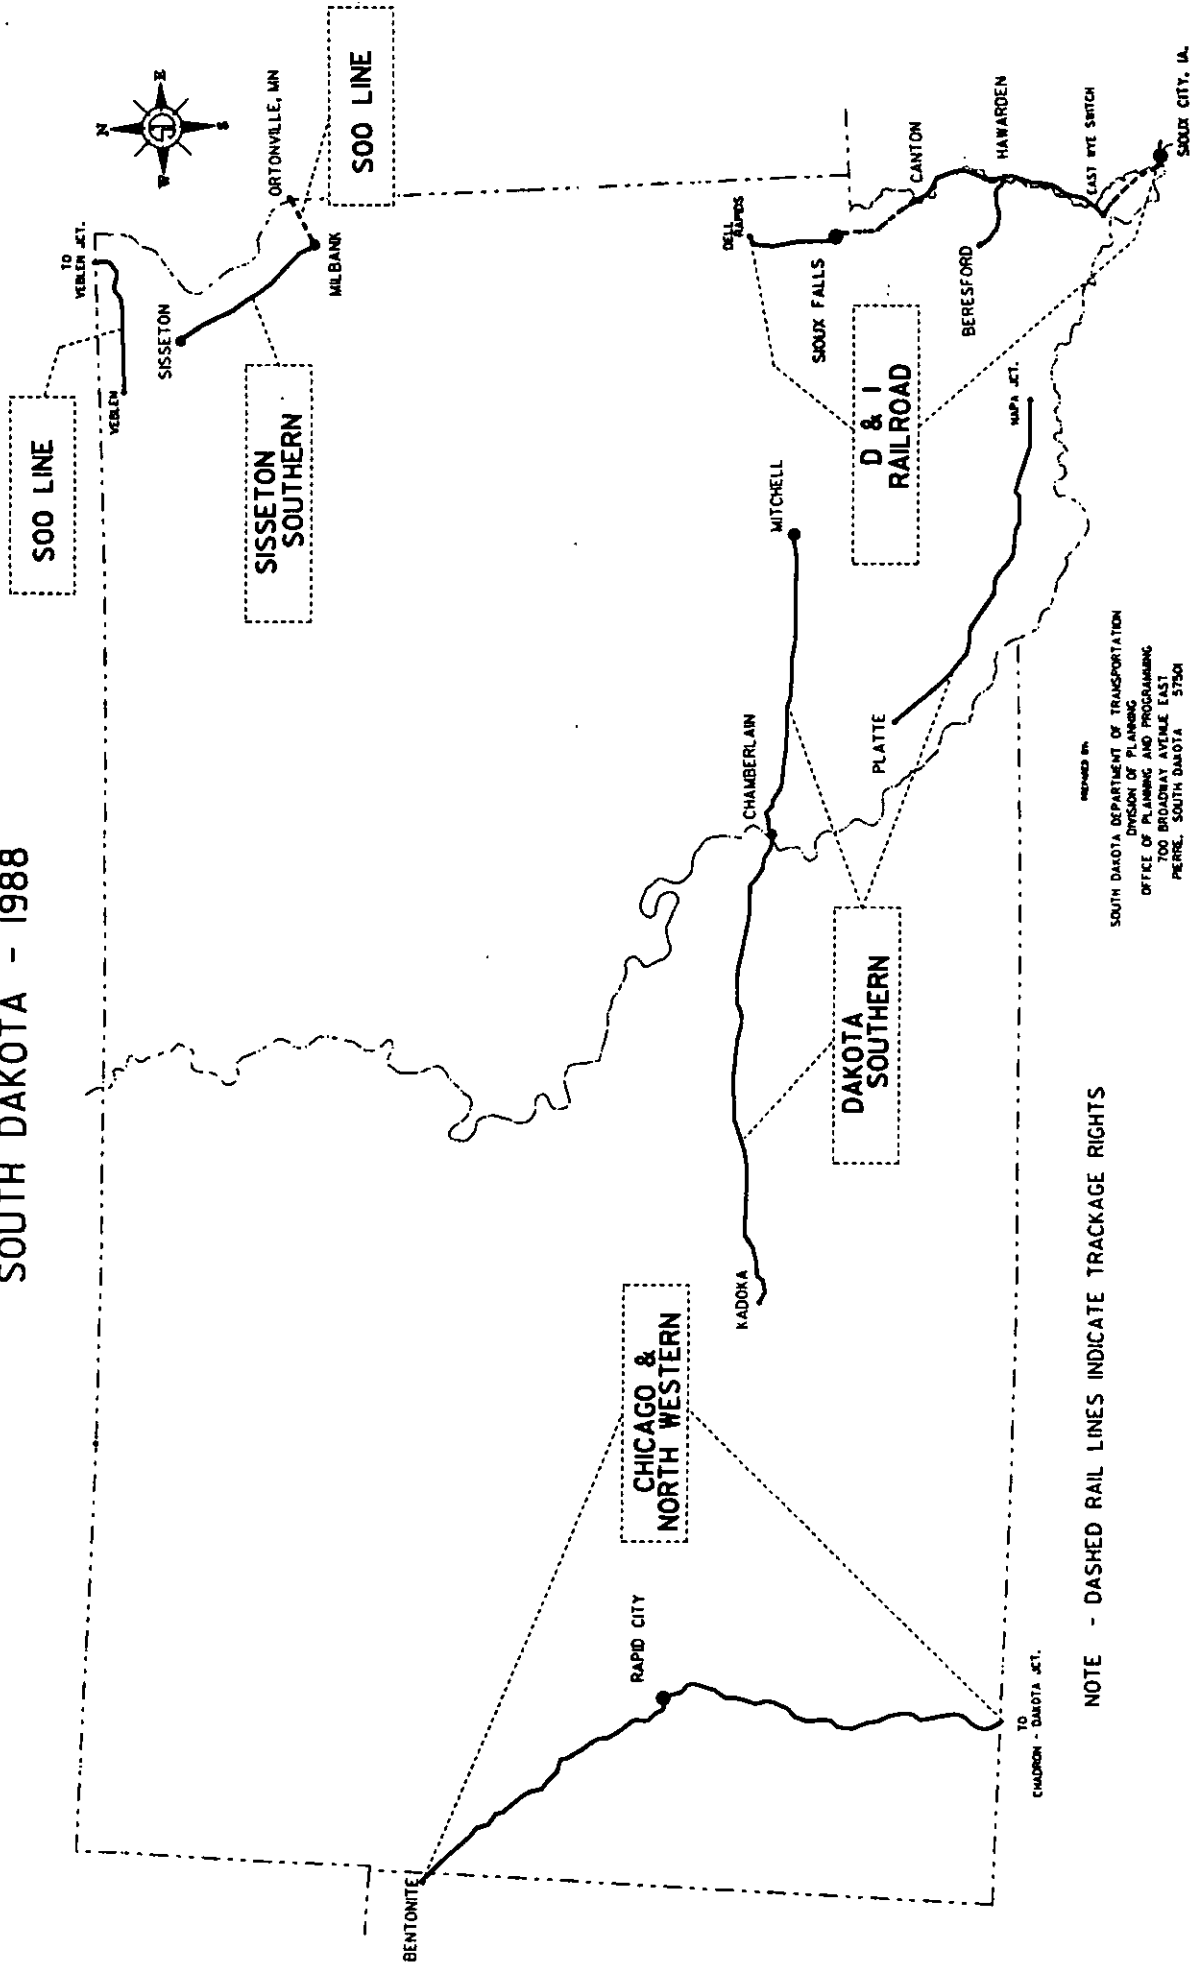 SOUTH DAKOTA - 1988
SOO LINE
TO
VEBLEN JCT.
VEBLEN
N
E
S
W
SISSETON
ORTONVILLE, MN
MILBANK
SOO LINE
SISSETON
SOUTHERN
BENTONITE
CHICAGO &
NORTH WESTERN
RAPID CITY
TO
CHADRON - DAKOTA JCT.
KADOKA
CHAMBERLAIN
MITCHELL
DAKOTA
SOUTHERN
PLATTE
NAPA JCT.
DELL
RAPIDS
SIOUX FALLS
D & I
RAILROAD
CANTON
BERESFORD
HAWARDEN
EAST WYE SWITCH
SIOUX CITY, IA.
NOTE - DASHED RAIL LINES INDICATE TRACKAGE RIGHTS
PREPARED BY:
SOUTH DAKOTA DEPARTMENT OF TRANSPORTATION
DIVISION OF PLANNING
OFFICE OF PLANNING AND PROGRAMMING
700 BROADWAY AVENUE EAST
PIERRE, SOUTH DAKOTA 57501